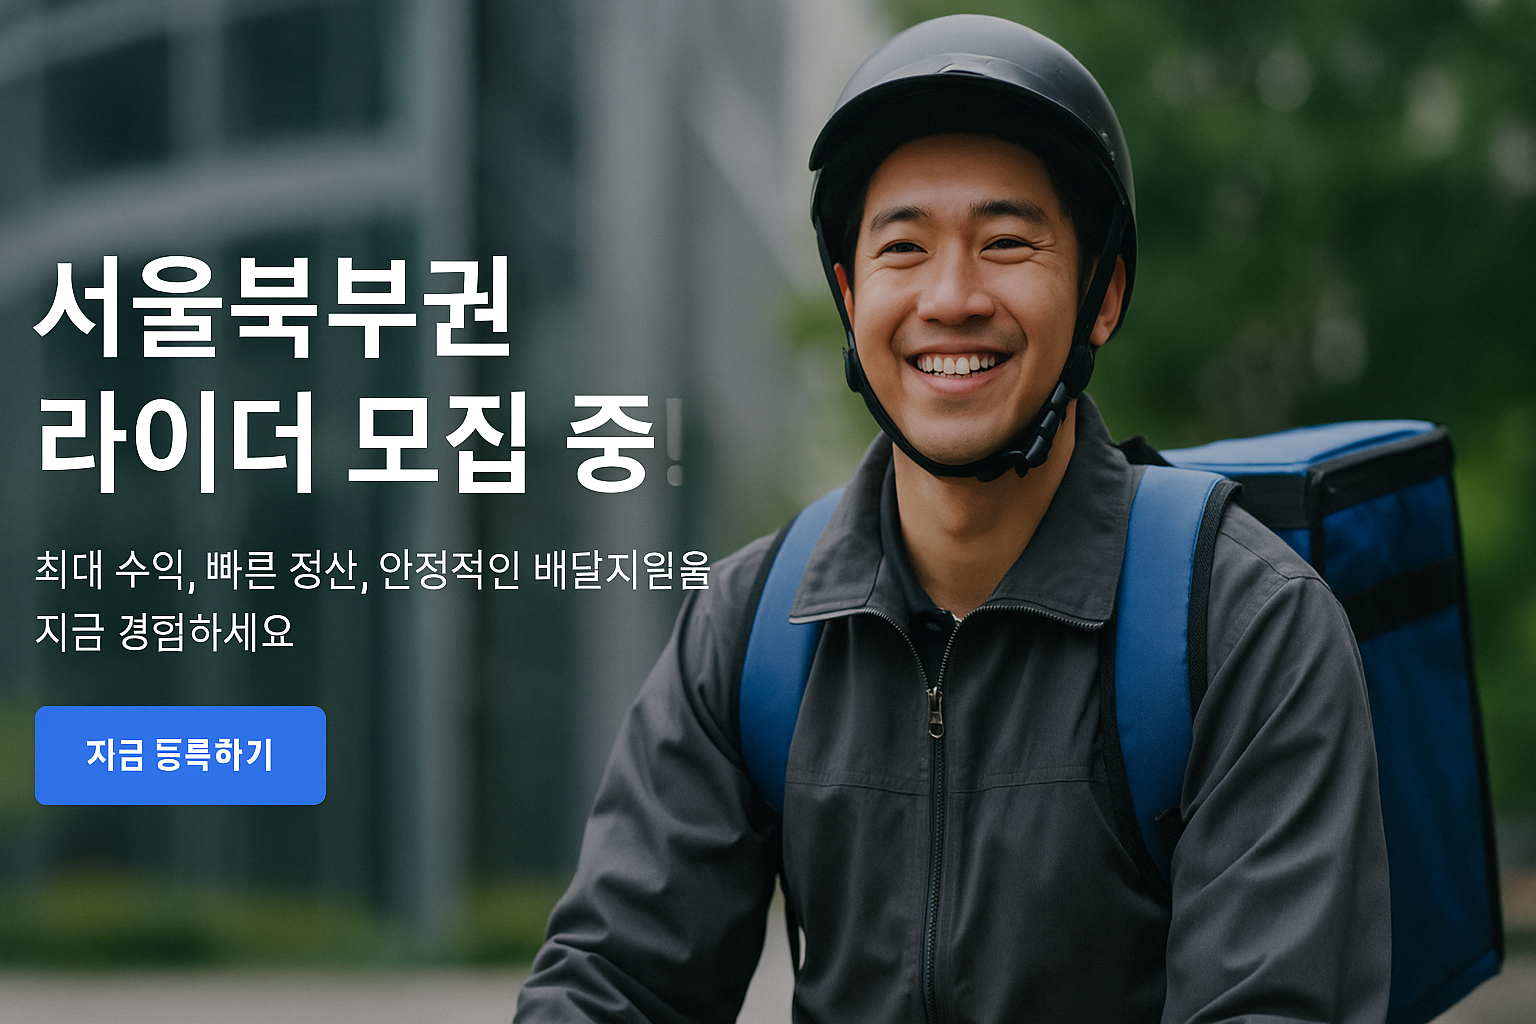 서울북부권
라이더 모집 중!
최대 수익, 빠른 정산, 안정적인 배달지읠울
지금 경험하세요
자금 등록하기